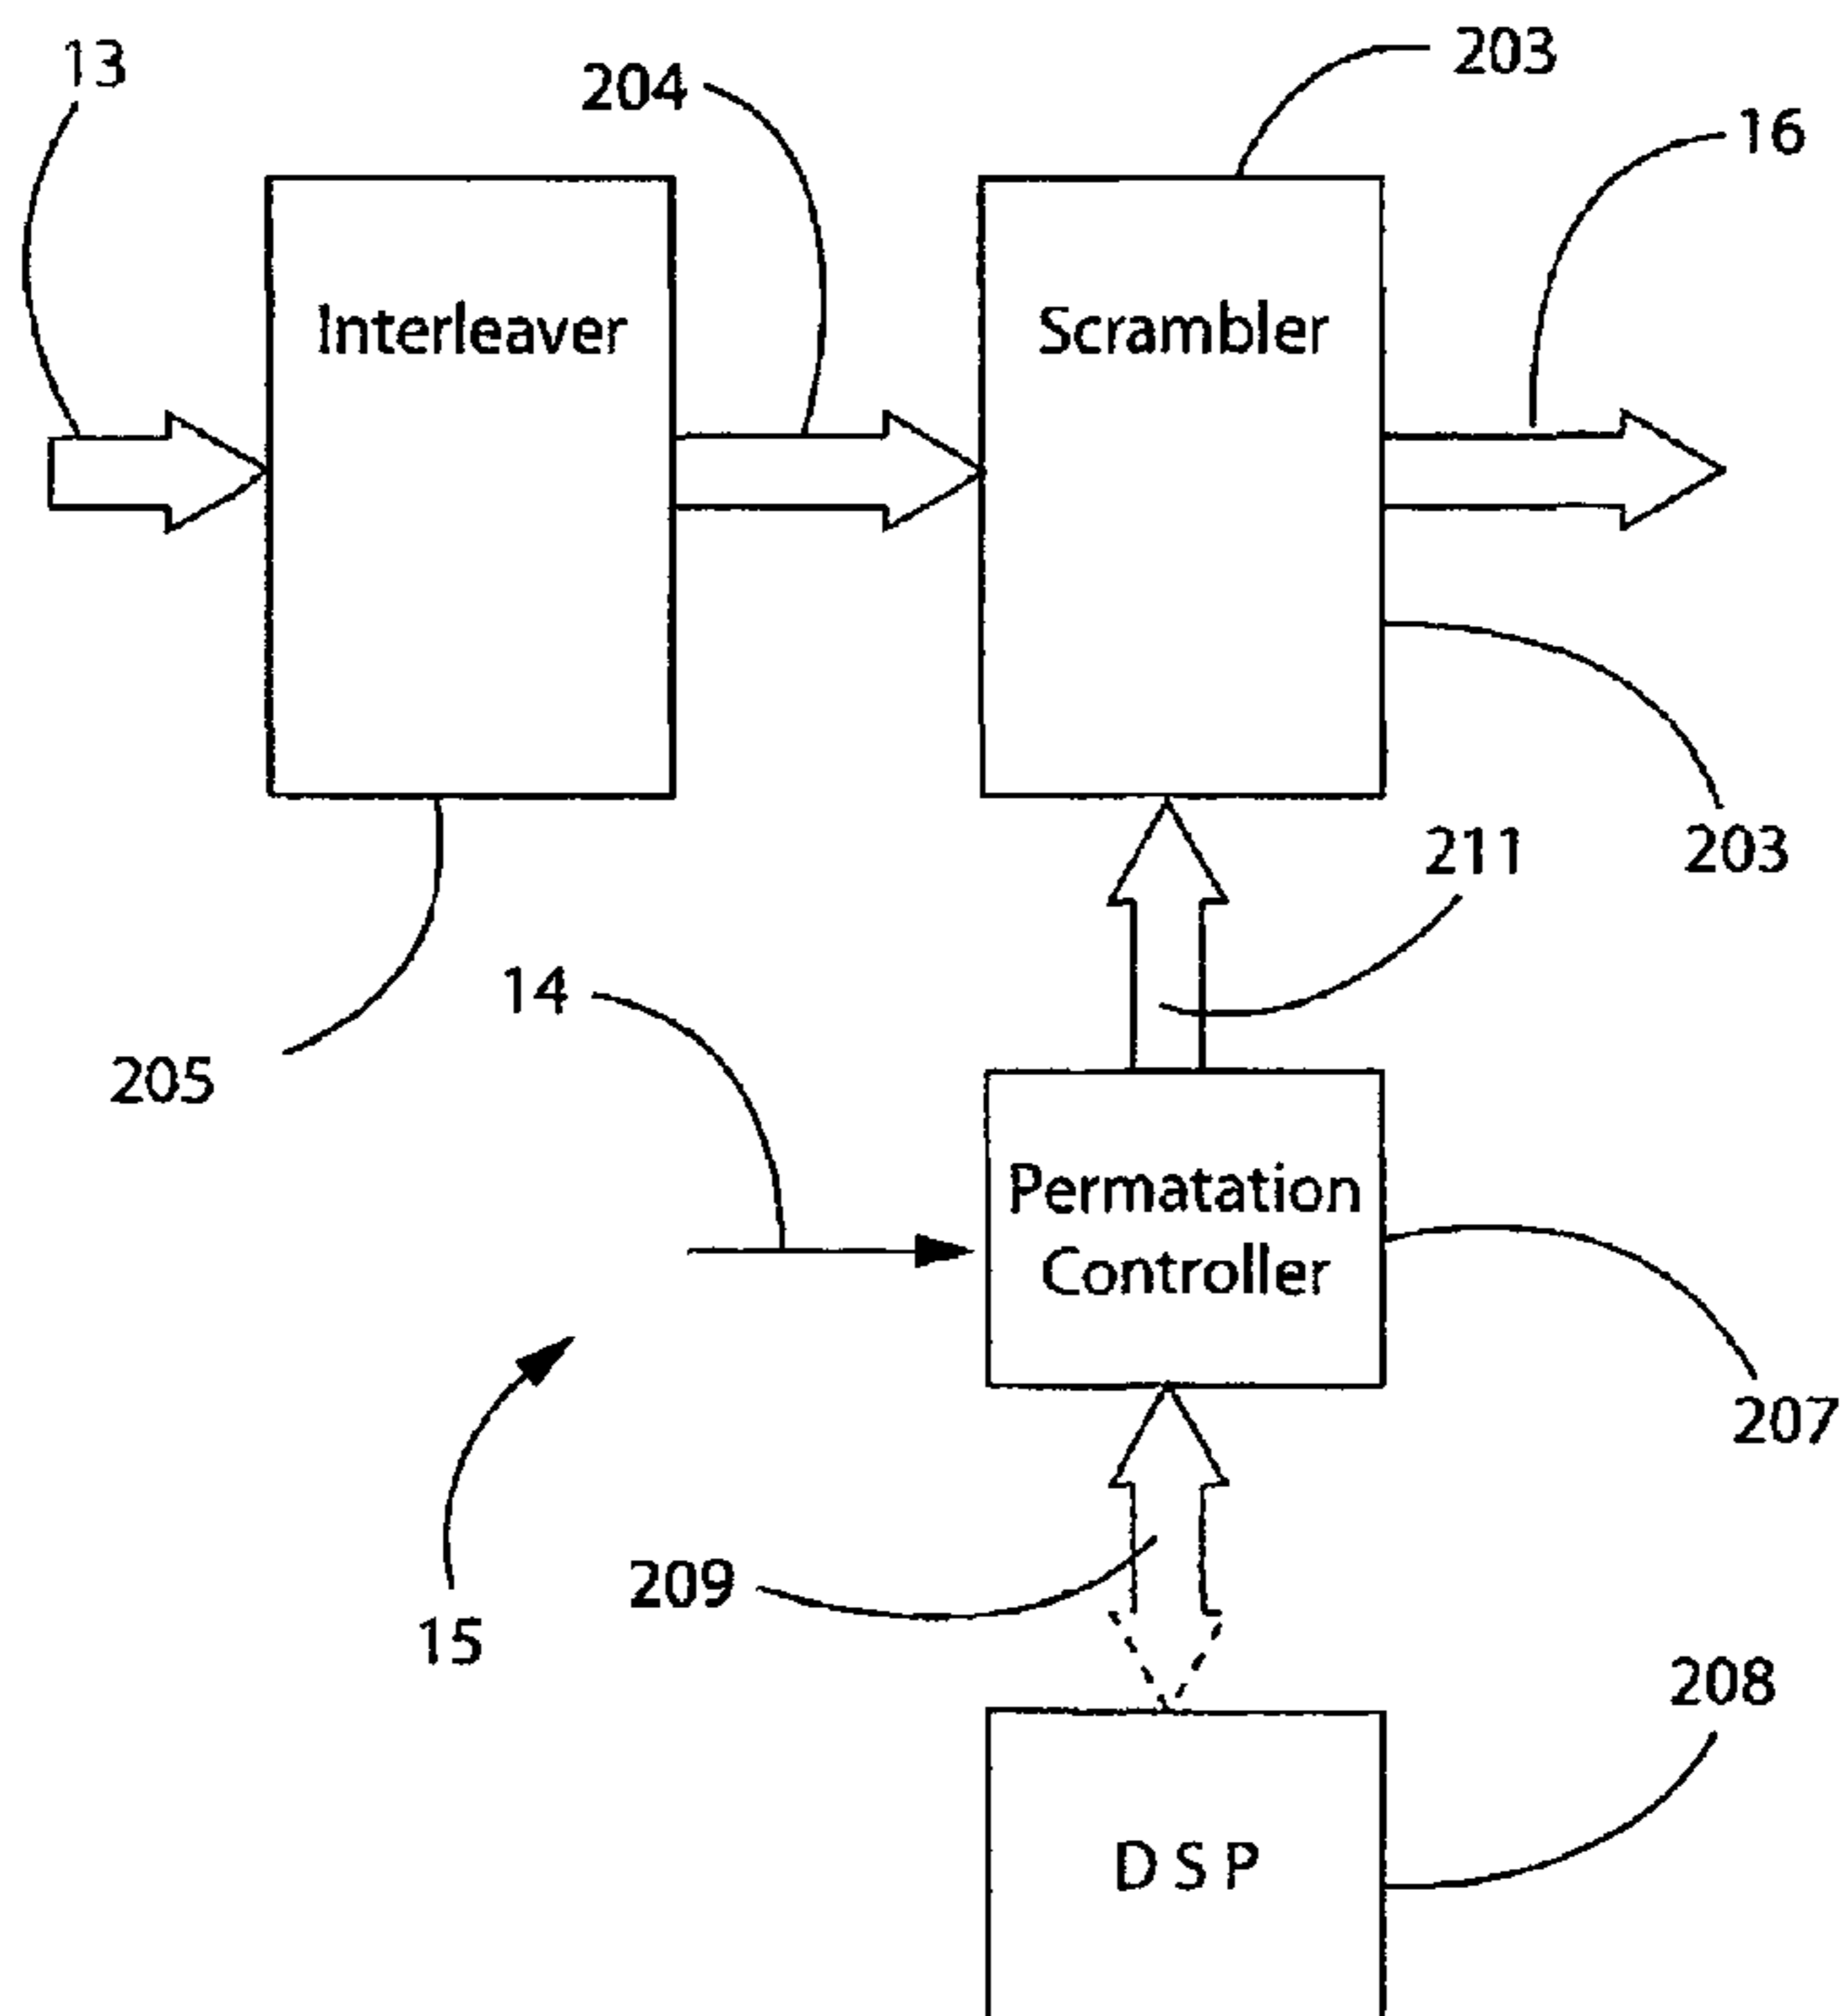 13
204
203
16
Interleaver
Scrambler
211
203
14
205
Permatation
Controller
207
209
15
208
DSP